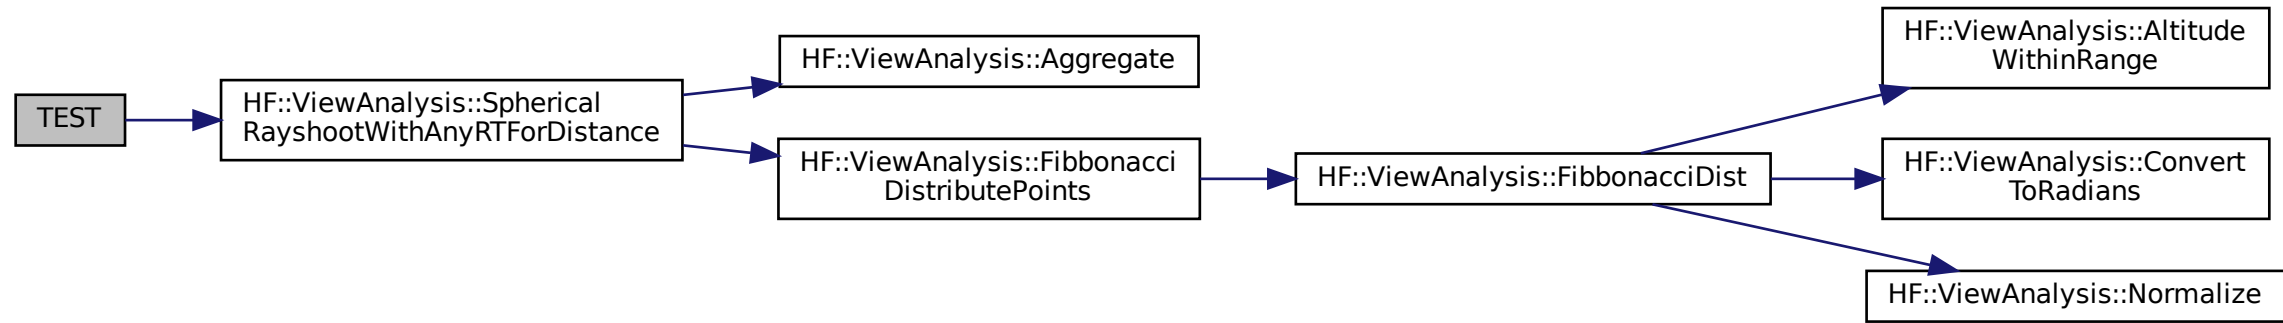 TEST
HF::ViewAnalysis::Spherical
RayshootWithAnyRTForDistance
HF::ViewAnalysis::Aggregate
HF::ViewAnalysis::Fibbonacci
DistributePoints
HF::ViewAnalysis::FibbonacciDist
HF::ViewAnalysis::Altitude
WithinRange
HF::ViewAnalysis::Convert
ToRadians
HF::ViewAnalysis::Normalize